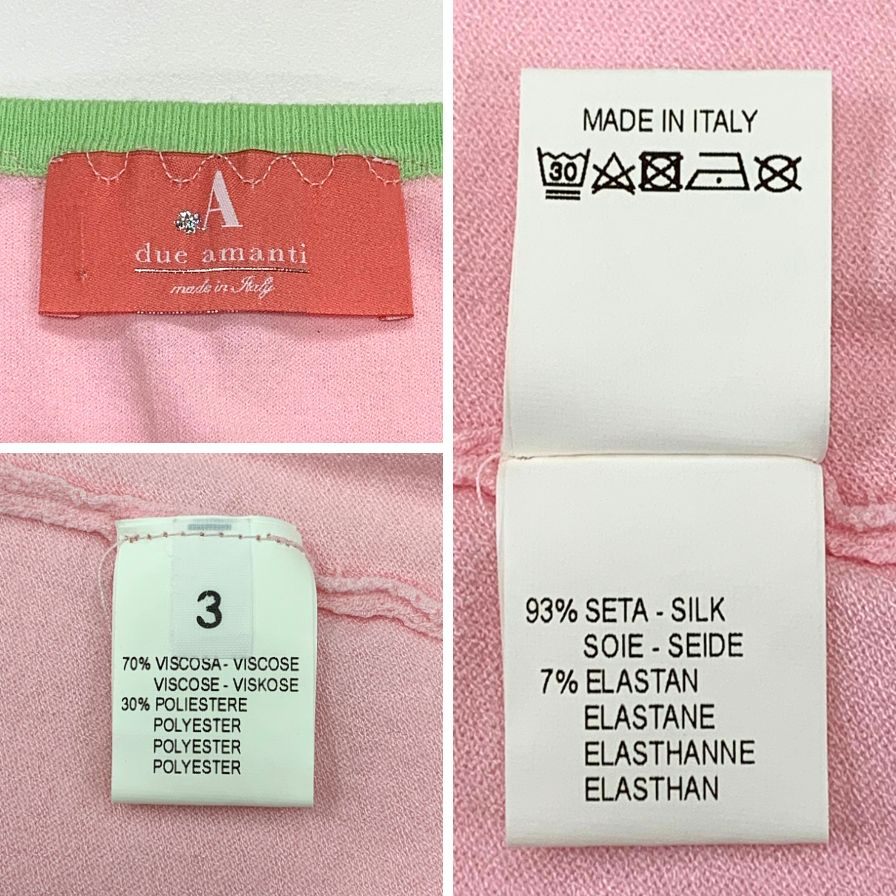 A
due amanti
made in Italy
3
70% VISCOSA - VISCOSE
VISCOSE - VISKOSE
30% POLIESTERE
POLYESTER
POLYESTER
POLYESTER
MADE IN ITALY
30
93% SETA - SILK
SOIE - SEIDE
7% ELASTAN
ELASTANE
ELASTHANNE
ELASTHAN